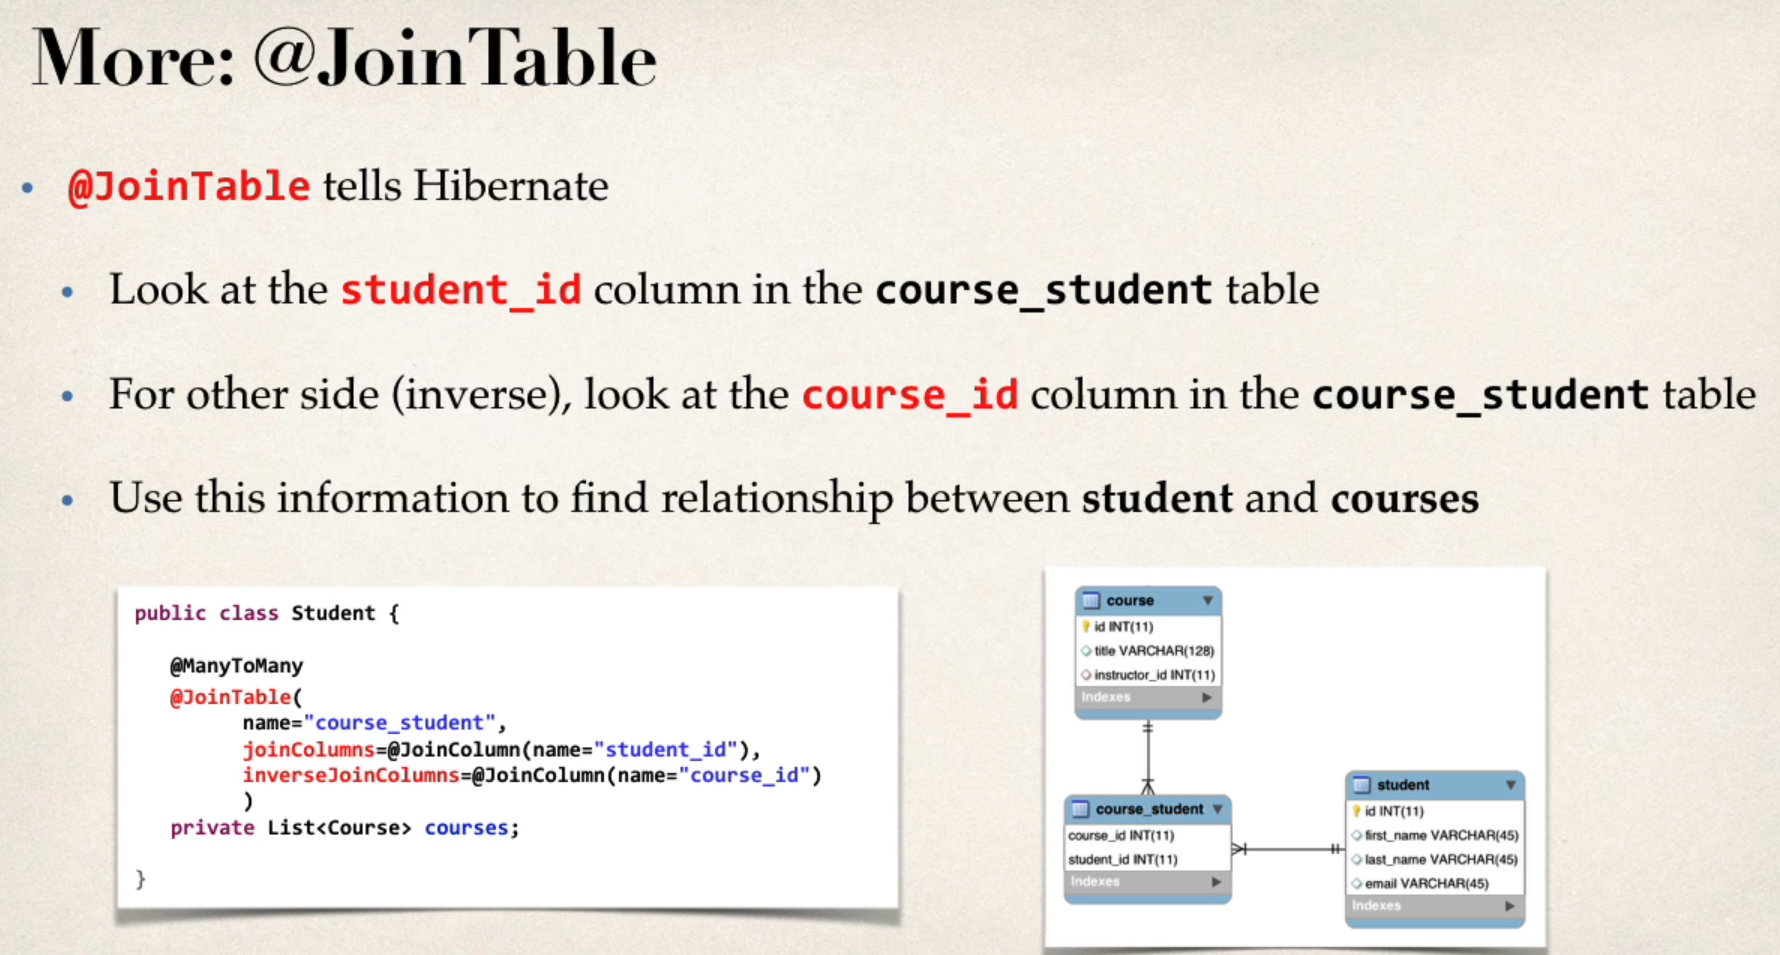 More: @JoinTable
• @JoinTable tells Hibernate
• Look at the student_id column in the course_student table
• For other side (inverse), look at the course_id column in the course_student table
• Use this information to find relationship between student and courses
public class Student {
@ManyToMany
@JoinTable(
name="course_student",
joinColumns=@JoinColumn(name="student_id"),
inverseJoinColumns=@JoinColumn(name="course_id")
)
private List<Course> courses;
}
course
id INT(11)
title VARCHAR(128)
instructor_id INT(11)
Indexes
course_student
course_id INT(11)
student_id INT(11)
Indexes
student
id INT(11)
first_name VARCHAR(45)
last_name VARCHAR(45)
email VARCHAR(45)
Indexes